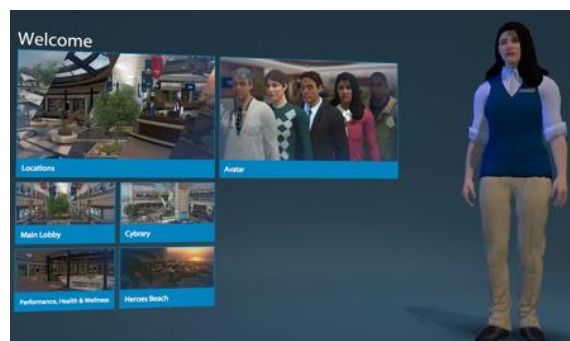 Welcome
Locations
Avatar
Main Lobby
Cybrary
Performance, Health & Wellness
Heroes Beach